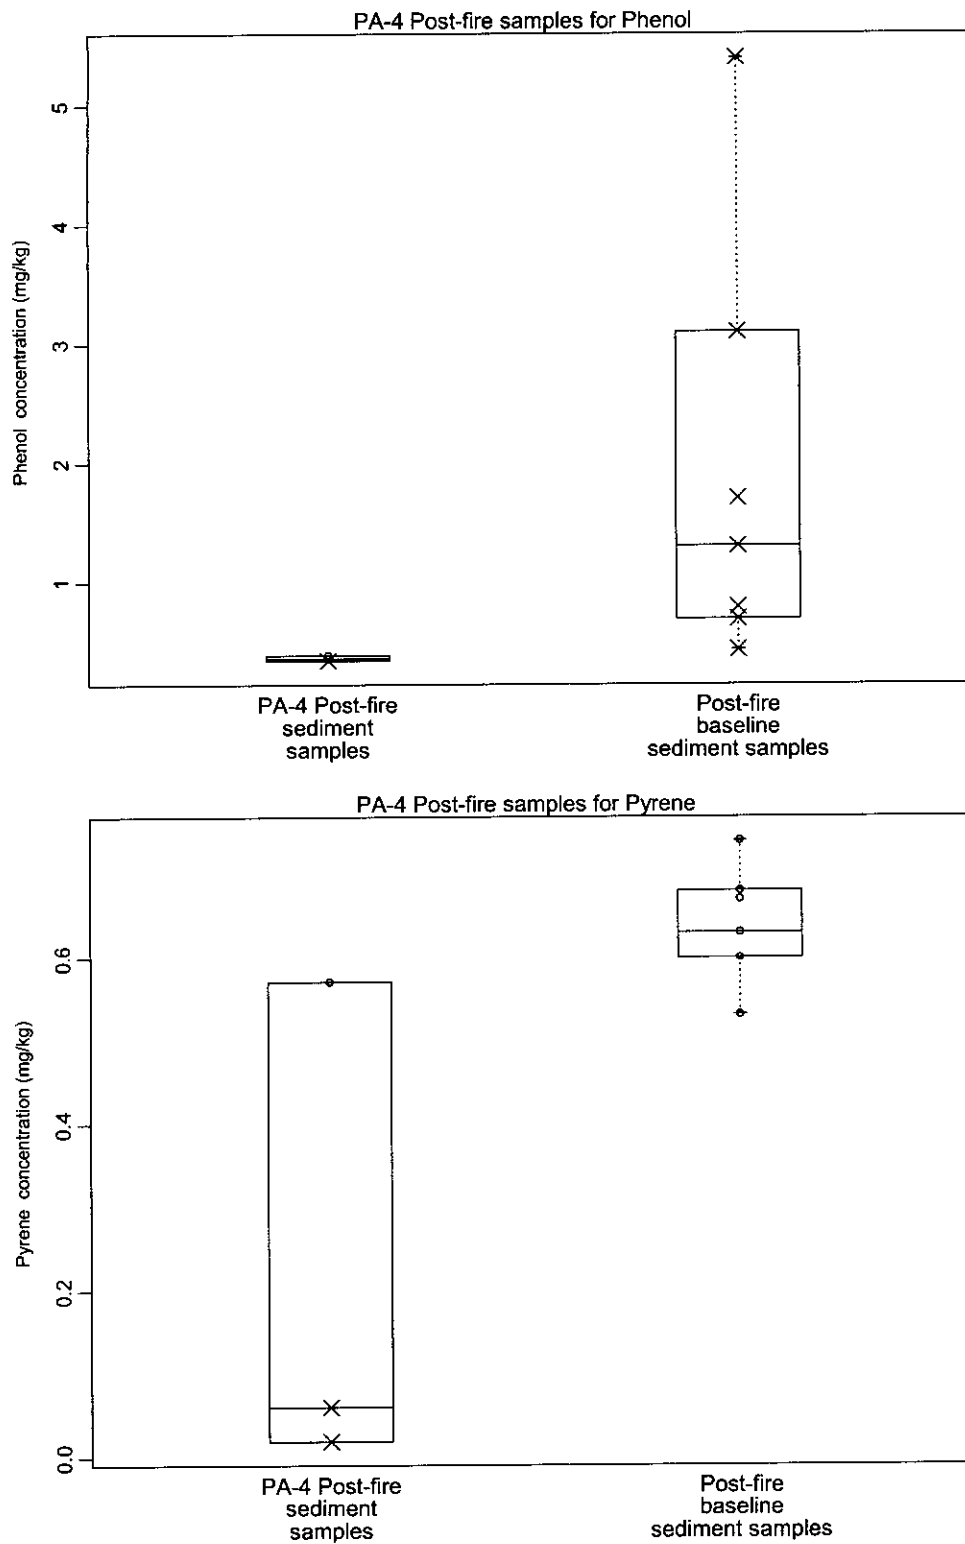 PA-4 Post-fire samples for Phenol
5
4
3
2
1
Phenol concentration (mg/kg)
PA-4 Post-fire
sediment
samples
Post-fire
baseline
sediment samples
PA-4 Post-fire samples for Pyrene
0.6
0.4
0.2
0.0
Pyrene concentration (mg/kg)
PA-4 Post-fire
sediment
samples
Post-fire
baseline
sediment samples